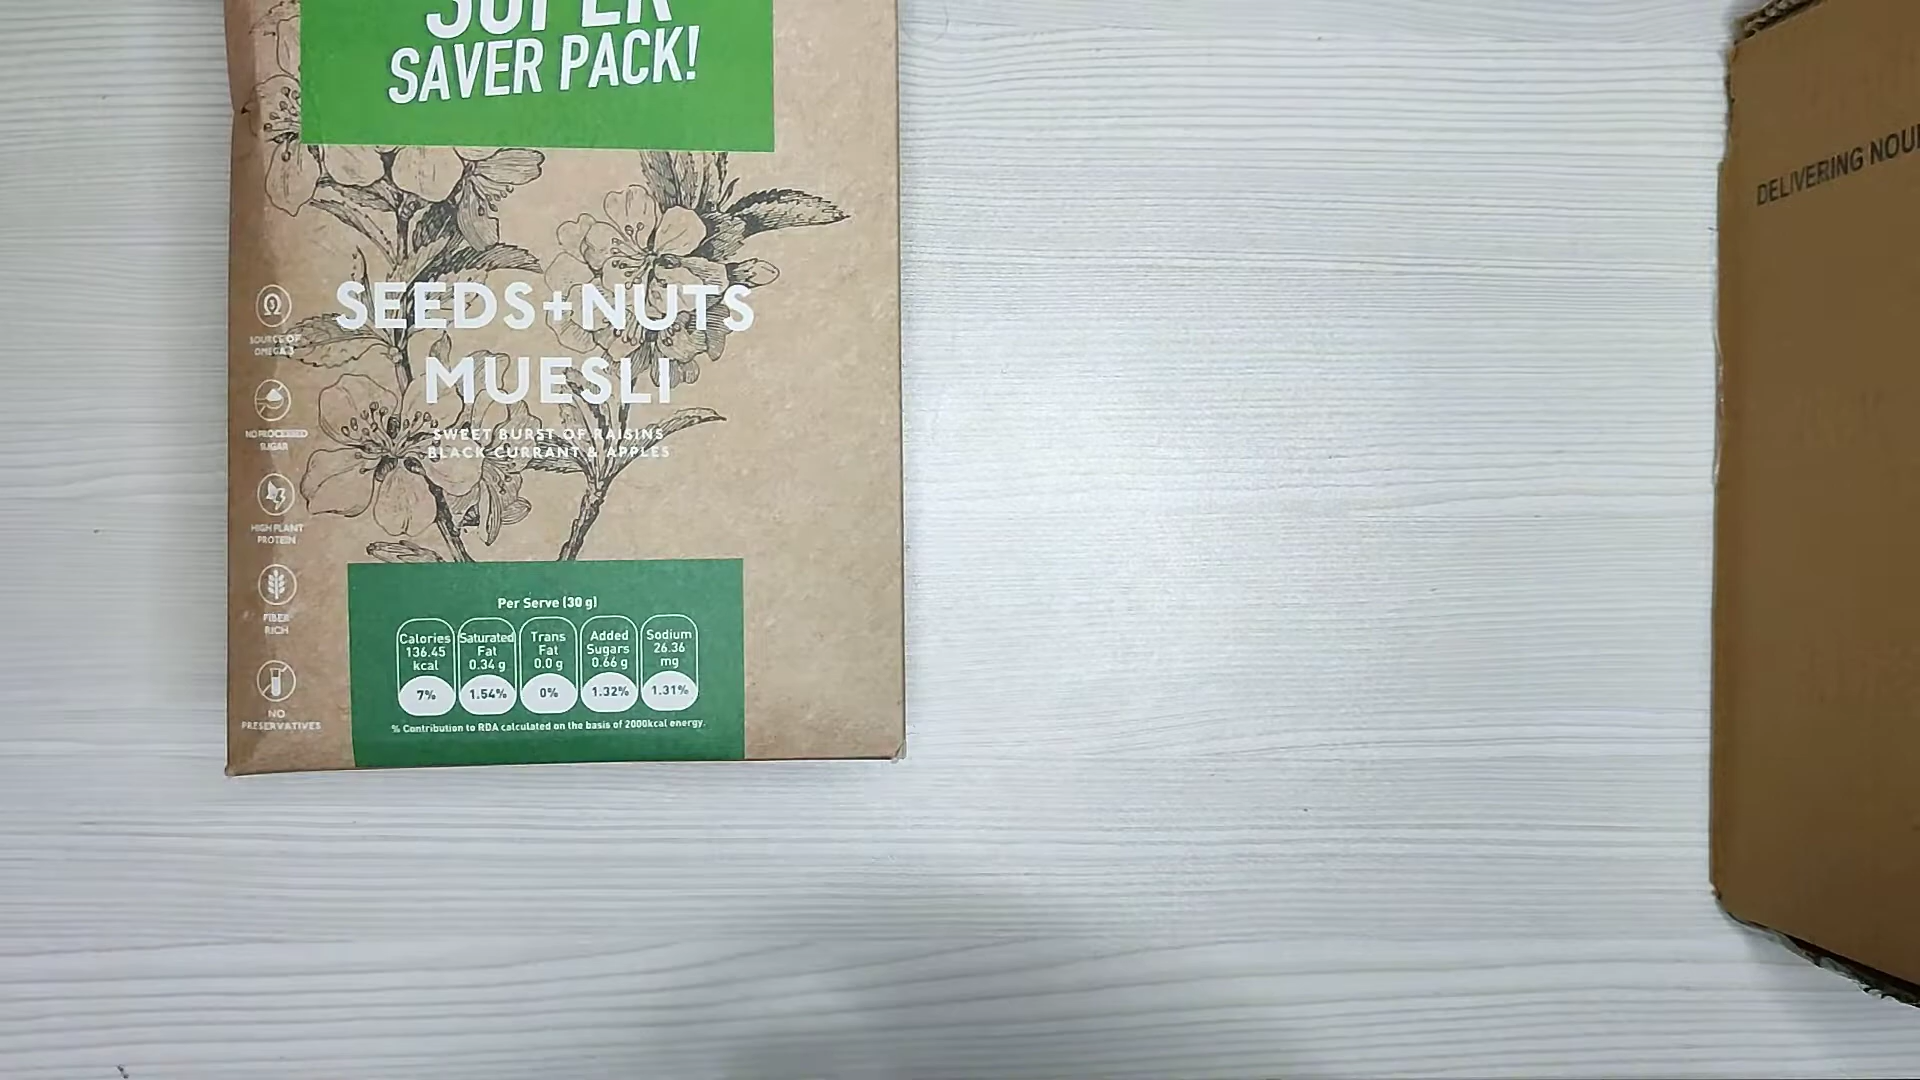 SUPER
SAVER PACK!
SEEDS+NUTS
MUESLI
SWEET BURST OF RAISINS
BLACK CURRANT & APPLES
SOURCE OF
OMEGA 3
NO PROCESSED
SUGAR
HIGH PLANT
PROTEIN
FIBER
RICH
NO
PRESERVATIVES
Per Serve (30 g)
Calories
136.45
kcal
7%
Saturated
Fat
0.34 g
1.54%
Trans
Fat
0.0 g
0%
Added
Sugars
0.66 g
1.32%
Sodium
26.36
mg
1.31%
% Contribution to RDA calculated on the basis of 2000kcal energy.
DELIVERING NOU